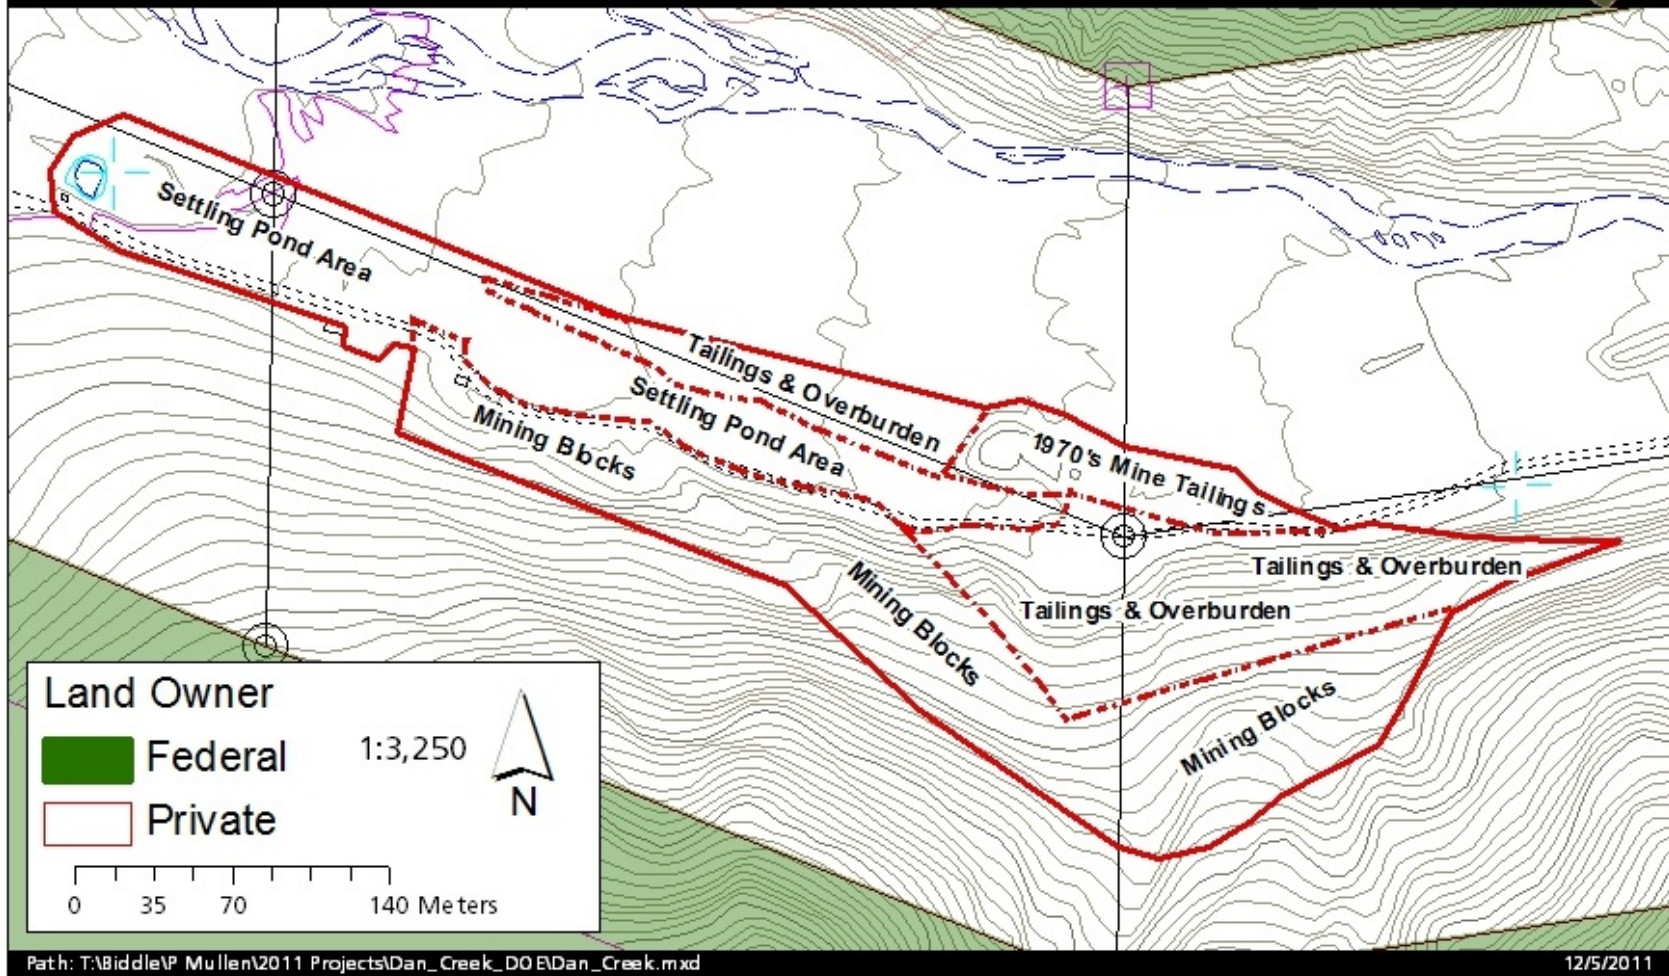 Settling Pond Area
Tailings & Overburden
Settling Pond Area
Mining Blocks
1970's Mine Tailings
Tailings & Overburden
Mining Blocks
Tailings & Overburden
Mining Blocks
Land Owner
Federal
1:3,250
N
Private
0 35 70 140 Meters
Path: T:\Biddle\P Mullen\2011 Projects\Dan_Creek_DOE\Dan_Creek.mxd
12/5/2011